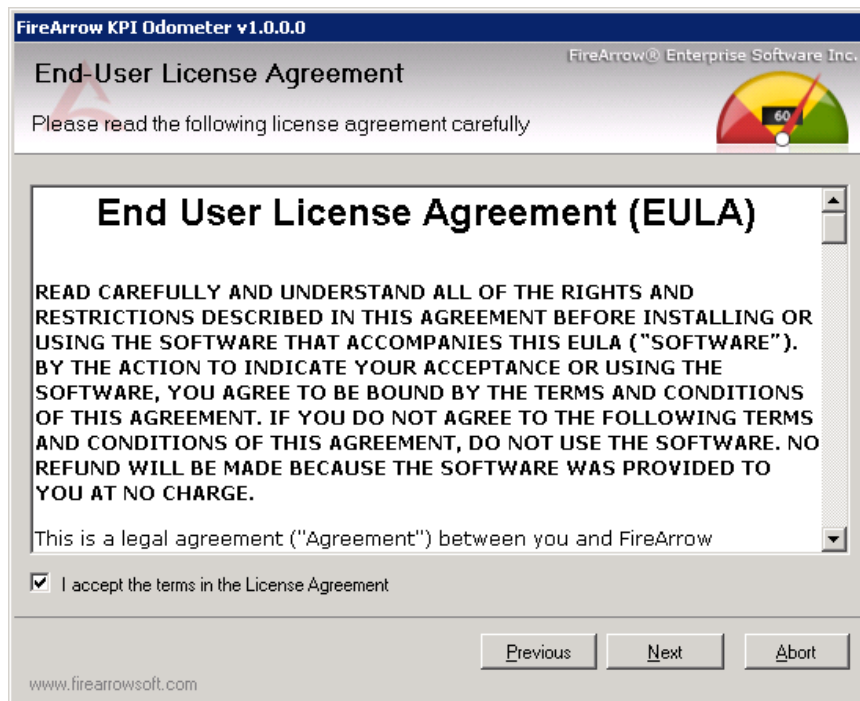 FireArrow KPI Odometer v1.0.0.0
FireArrow® Enterprise Software Inc.
End-User License Agreement
Please read the following license agreement carefully
60
End User License Agreement (EULA)
READ CAREFULLY AND UNDERSTAND ALL OF THE RIGHTS AND
RESTRICTIONS DESCRIBED IN THIS AGREEMENT BEFORE INSTALLING OR
USING THE SOFTWARE THAT ACCOMPANIES THIS EULA ("SOFTWARE").
BY THE ACTION TO INDICATE YOUR ACCEPTANCE OR USING THE
SOFTWARE, YOU AGREE TO BE BOUND BY THE TERMS AND CONDITIONS
OF THIS AGREEMENT. IF YOU DO NOT AGREE TO THE FOLLOWING TERMS
AND CONDITIONS OF THIS AGREEMENT, DO NOT USE THE SOFTWARE. NO
REFUND WILL BE MADE BECAUSE THE SOFTWARE WAS PROVIDED TO
YOU AT NO CHARGE.
This is a legal agreement ("Agreement") between you and FireArrow
I accept the terms in the License Agreement
Previous Next Abort
www.firearrowsoft.com